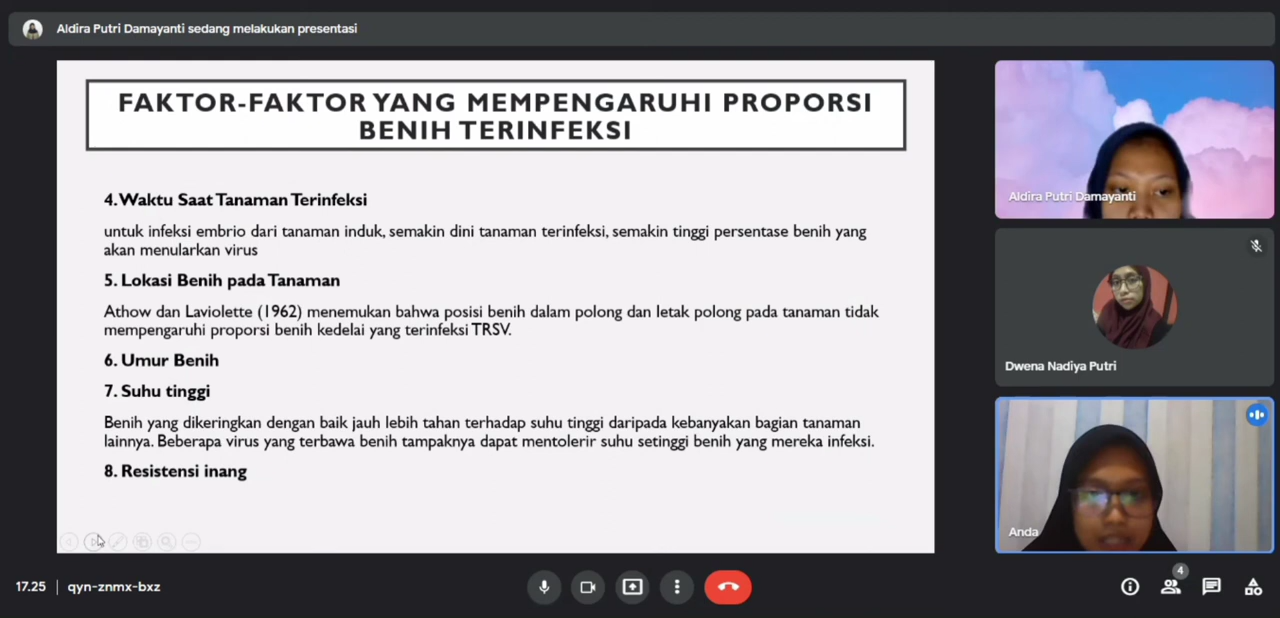 Aldira Putri Damayanti sedang melakukan presentasi
FAKTOR-FAKTOR YANG MEMPENGARUHI PROPORSI
BENIH TERINFEKSI
4. Waktu Saat Tanaman Terinfeksi
untuk infeksi embrio dari tanaman induk, semakin dini tanaman terinfeksi, semakin tinggi persentase benih yang
akan menularkan virus
5. Lokasi Benih pada Tanaman
Athow dan Laviolette (1962) menemukan bahwa posisi benih dalam polong dan letak polong pada tanaman tidak
mempengaruhi proporsi benih kedelai yang terinfeksi TRSV.
6. Umur Benih
7. Suhu tinggi
Benih yang dikeringkan dengan baik jauh lebih tahan terhadap suhu tinggi daripada kebanyakan bagian tanaman
lainnya. Beberapa virus yang terbawa benih tampaknya dapat mentolerir suhu setinggi benih yang mereka infeksi.
8. Resistensi inang
Aldira Putri Damayanti
Dwena Nadiya Putri
Anda
17.25 | qyn-znmx-bxz
4